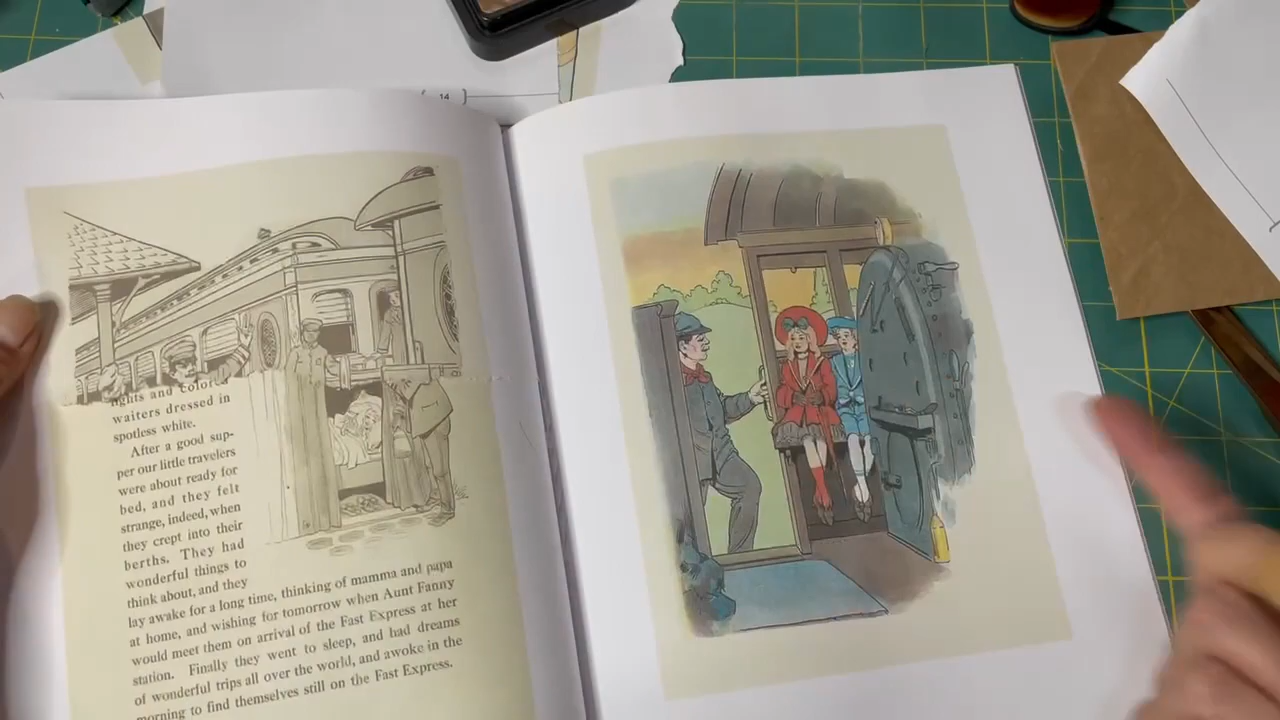 14
lights and colored
waiters dressed in
spotless white.
After a good sup-
per our little travelers
were about ready for
bed, and they felt
strange, indeed, when
they crept into their
berths. They had
wonderful things to
think about, and they
lay awake for a long time, thinking of mamma and papa
at home, and wishing for tomorrow when Aunt Fanny
would meet them on arrival of the Fast Express at her
station. Finally they went to sleep, and had dreams
of wonderful trips all over the world, and awoke in the
morning to find themselves still on the Fast Express.